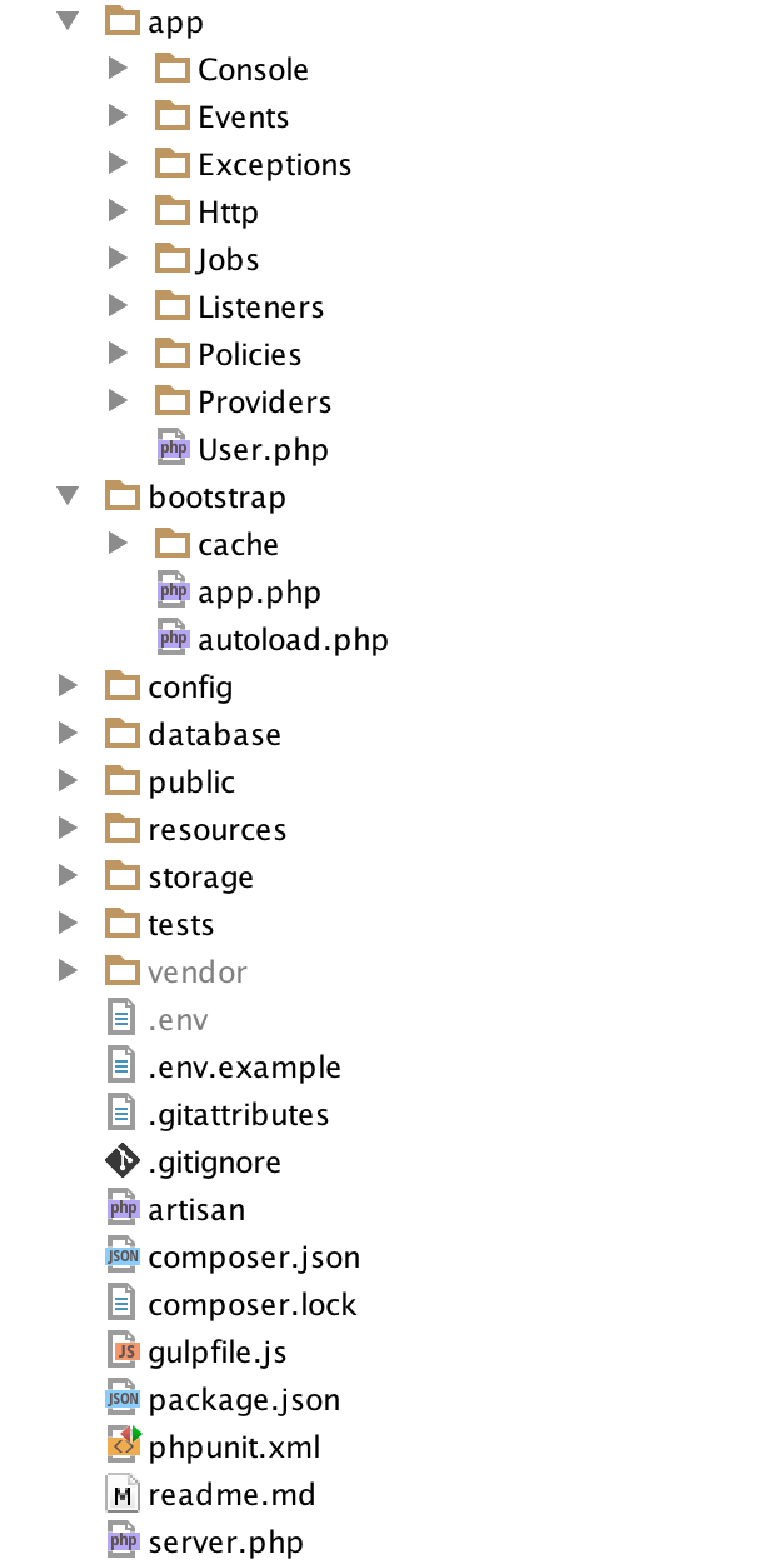 app
Console
Events
Exceptions
Http
Jobs
Listeners
Policies
Providers
php User.php
bootstrap
cache
php app.php
php autoload.php
config
database
public
resources
storage
tests
vendor
.env
.env.example
.gitattributes
.gitignore
php artisan
JSON composer.json
composer.lock
JS gulpfile.js
JSON package.json
<> phpunit.xml
M readme.md
php server.php